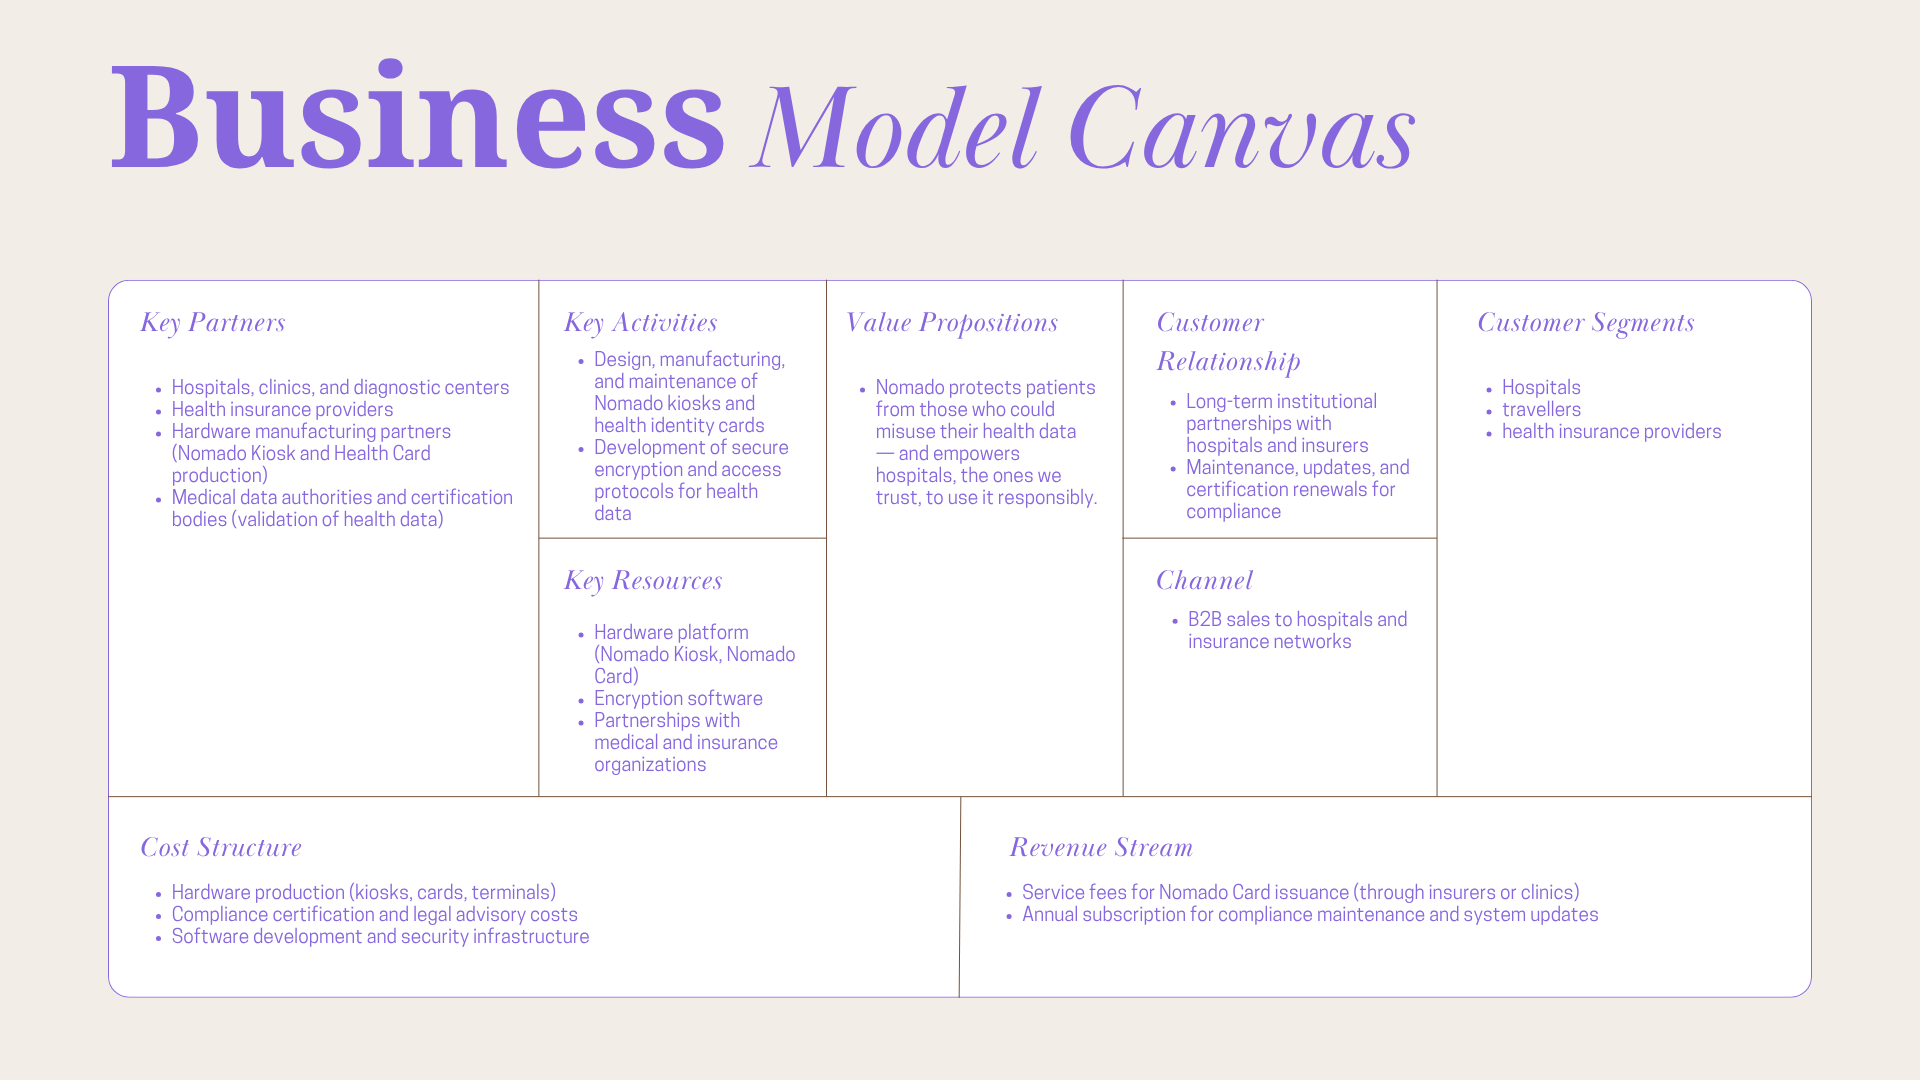 Business Model Canvas
Key Partners
• Hospitals, clinics, and diagnostic centers
• Health insurance providers
• Hardware manufacturing partners
(Nomado Kiosk and Health Card
production)
• Medical data authorities and certification
bodies (validation of health data)
Key Activities
• Design, manufacturing,
and maintenance of
Nomado kiosks and
health identity cards
• Development of secure
encryption and access
protocols for health
data
Key Resources
• Hardware platform
(Nomado Kiosk, Nomado
Card)
• Encryption software
• Partnerships with
medical and insurance
organizations
Value Propositions
• Nomado protects patients
from those who could
misuse their health data
— and empowers
hospitals, the ones we
trust, to use it responsibly.
Customer
Relationship
• Long-term institutional
partnerships with
hospitals and insurers
• Maintenance, updates, and
certification renewals for
compliance
Channel
• B2B sales to hospitals and
insurance networks
Customer Segments
• Hospitals
• travellers
• health insurance providers
Cost Structure
• Hardware production (kiosks, cards, terminals)
• Compliance certification and legal advisory costs
• Software development and security infrastructure
Revenue Stream
• Service fees for Nomado Card issuance (through insurers or clinics)
• Annual subscription for compliance maintenance and system updates